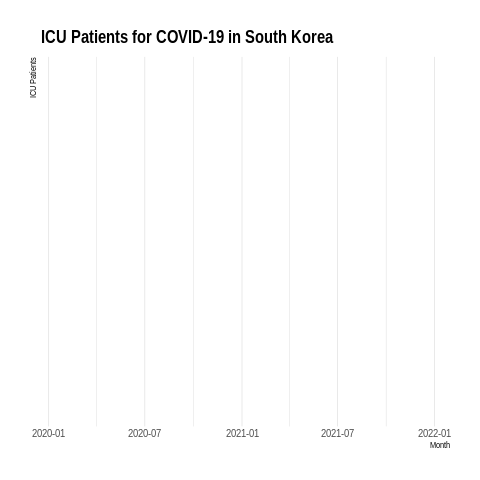 ICU Patients for COVID-19 in South Korea
ICU Patients
2020-01 2020-07 2021-01 2021-07 2022-01
Month